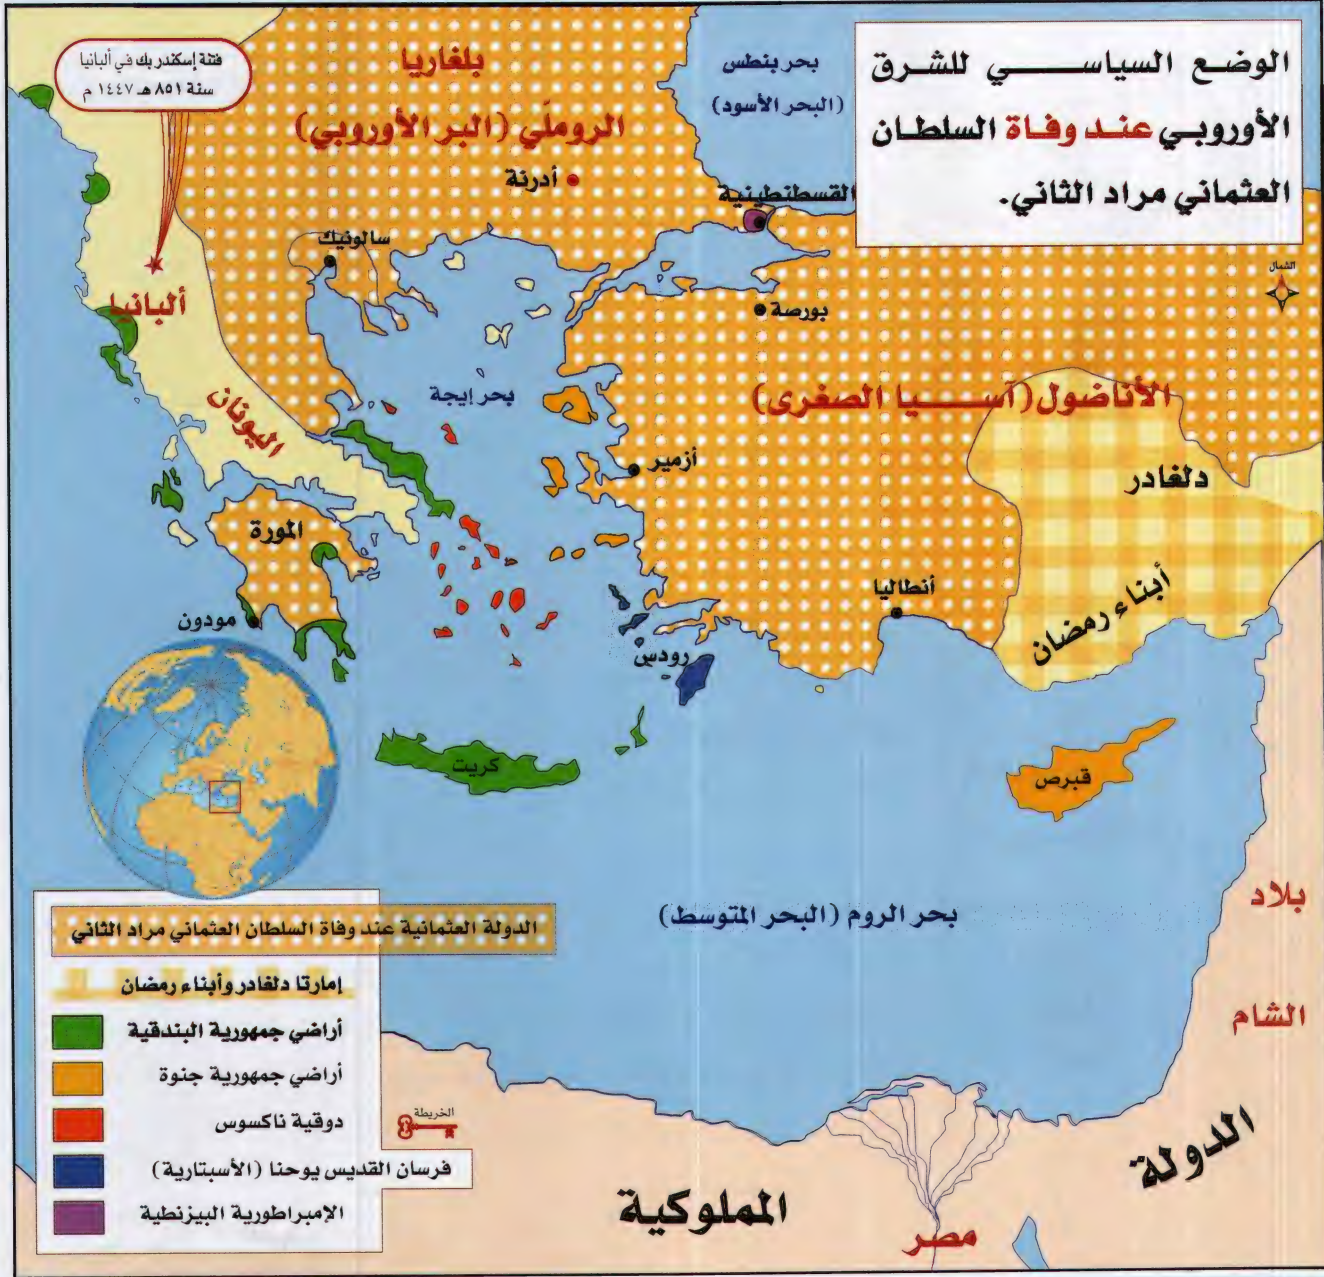 الوضع السياسي للشرق
الأوروبي عند وفاة السلطان
العثماني مراد الثاني.
فتنة إسكندر بك في ألبانيا
سنة ٨٥١ هـ ١٤٤٧ م
بلغاريا
الروملّي (البر الأوروبي)
أدرنة
بحر بنطس
(البحر الأسود)
القسطنطينية
الشمال
سالونيك
بورصة
ألبانيا
اليونان
بحر إيجة
الأناضول (آسيا الصغرى)
دلغادر
أزمير
المورة
أبناء رمضان
أنطاليا
مودون
رودس
كريت
قبرص
بحر الروم (البحر المتوسط)
بلاد
الشام
الدولة
المملوكية
مصر
الدولة العثمانية عند وفاة السلطان العثماني مراد الثاني
إمارتا دلغادر وأبناء رمضان
أراضي جمهورية البندقية
أراضي جمهورية جنوة
دوقية ناكسوس
فرسان القديس يوحنا (الأسبتارية)
الإمبراطورية البيزنطية
الخريطة